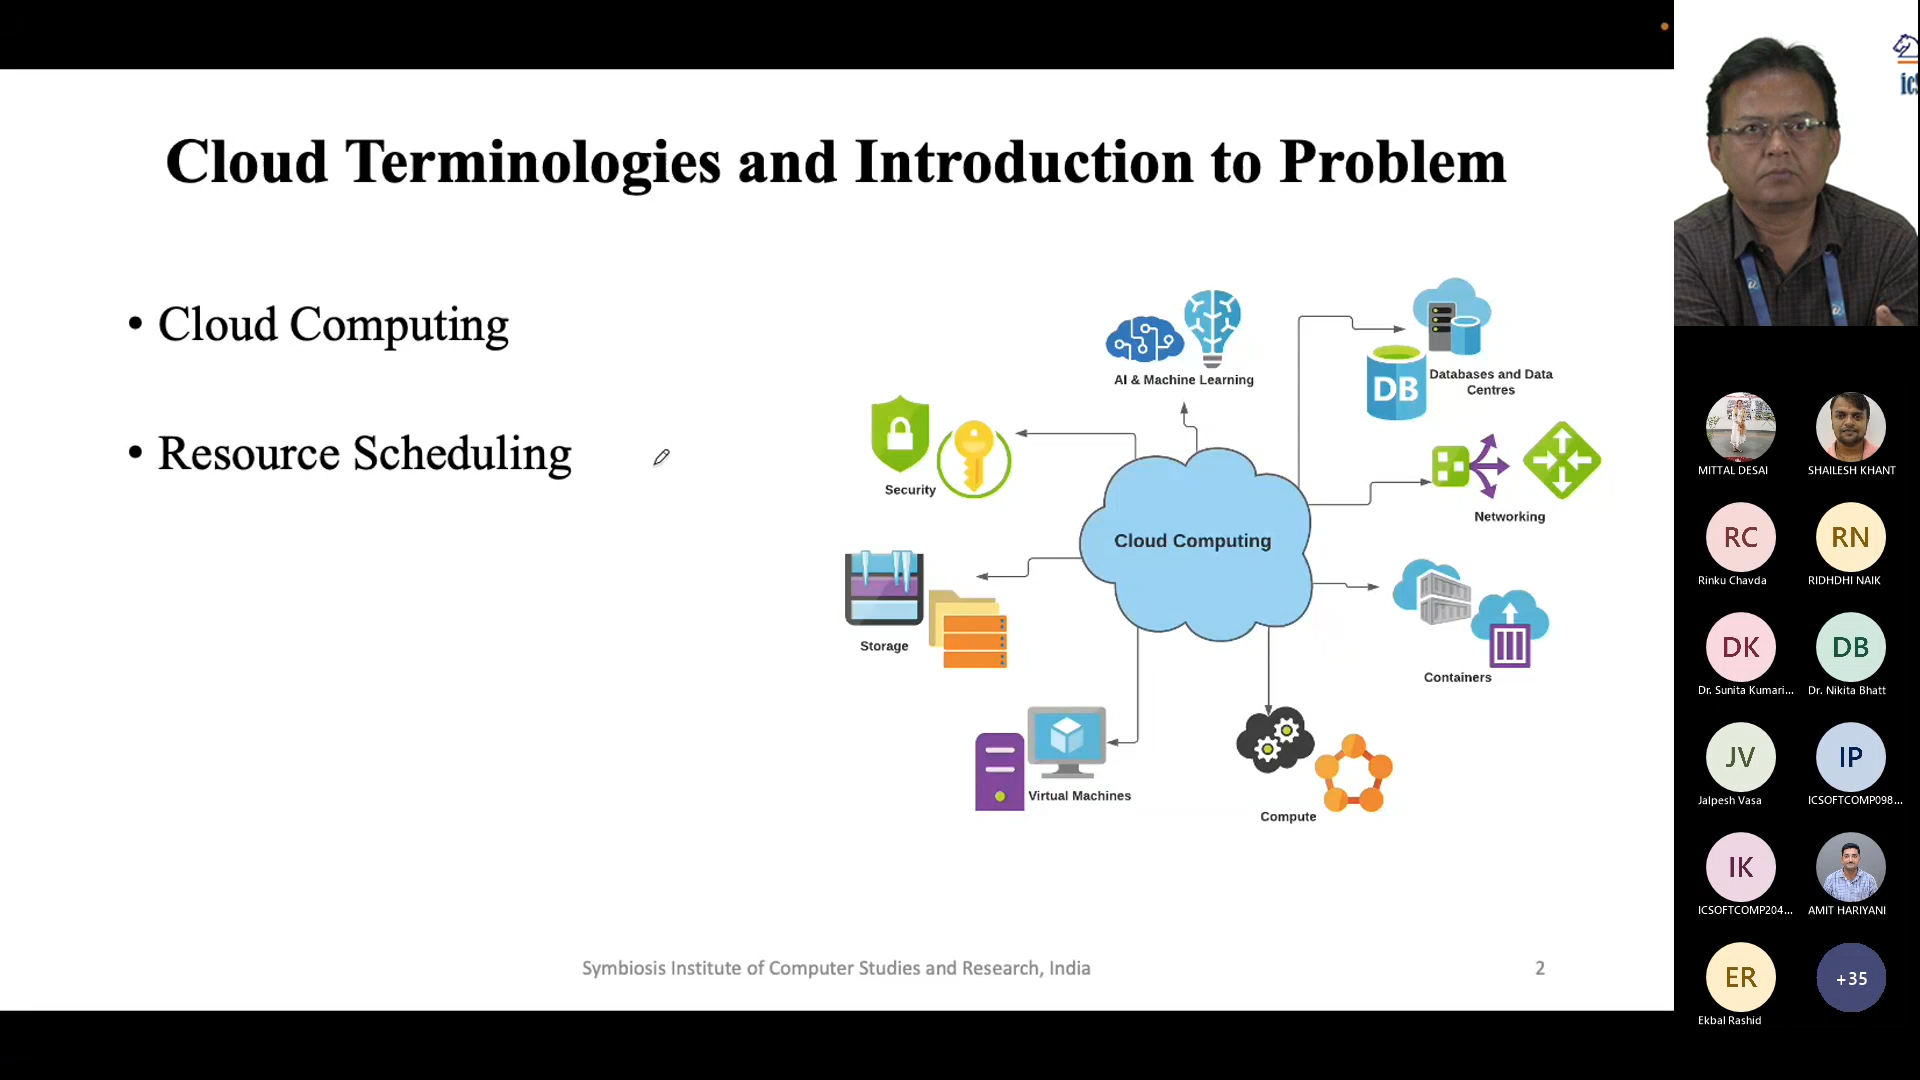 Cloud Terminologies and Introduction to Problem
• Cloud Computing
• Resource Scheduling
AI & Machine Learning
DB
Databases and Data
Centres
Security
Networking
Cloud Computing
Storage
Containers
Virtual Machines
Compute
Symbiosis Institute of Computer Studies and Research, India
2
ics
MITTAL DESAI
SHAILESH KHANT
RC
Rinku Chavda
RN
RIDHDHI NAIK
DK
Dr. Sunita Kumari...
DB
Dr. Nikita Bhatt
JV
Jalpesh Vasa
IP
ICSOFTCOMP098...
IK
ICSOFTCOMP204...
AMIT HARIYANI
ER
Ekbal Rashid
+35